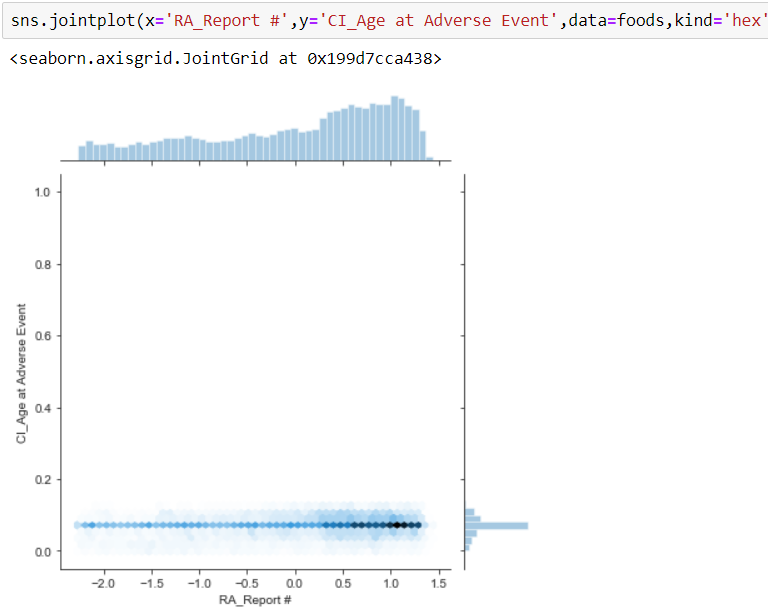 sns.jointplot(x='RA_Report #',y='CI_Age at Adverse Event',data=foods,kind='hex'
<seaborn.axisgrid.JointGrid at 0x199d7cca438>
1.0
0.8
0.6
0.4
0.2
0.0
CI_Age at Adverse Event
−2.0 −1.5 −1.0 −0.5 0.0 0.5 1.0 1.5
RA_Report #